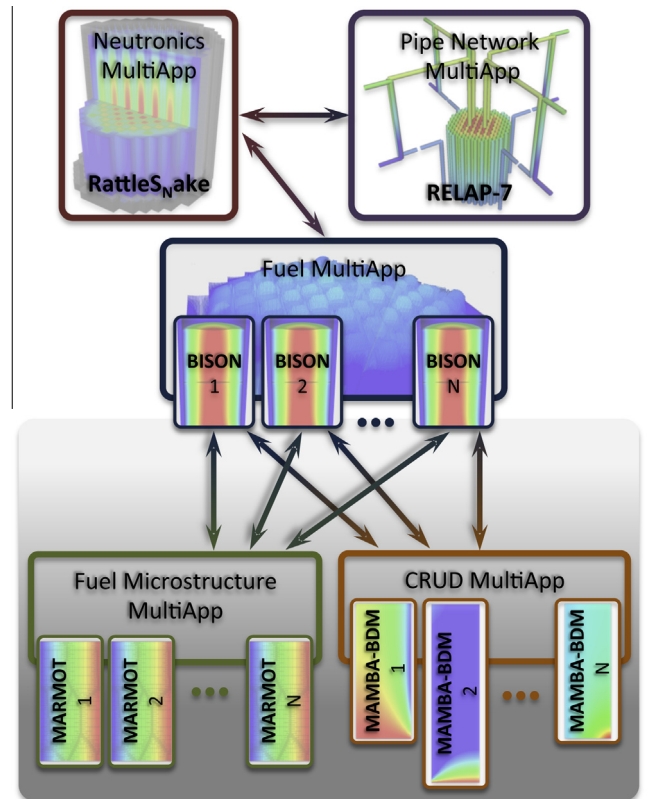 Neutronics
MultiApp
RattleSNake
Pipe Network
MultiApp
RELAP-7
Fuel MultiApp
BISON
1
BISON
2
BISON
N
Fuel Microstructure
MultiApp
MARMOT
1
MARMOT
2
MARMOT
N
CRUD MultiApp
MAMBA-BDM
1
MAMBA-BDM
2
MAMBA-BDM
N